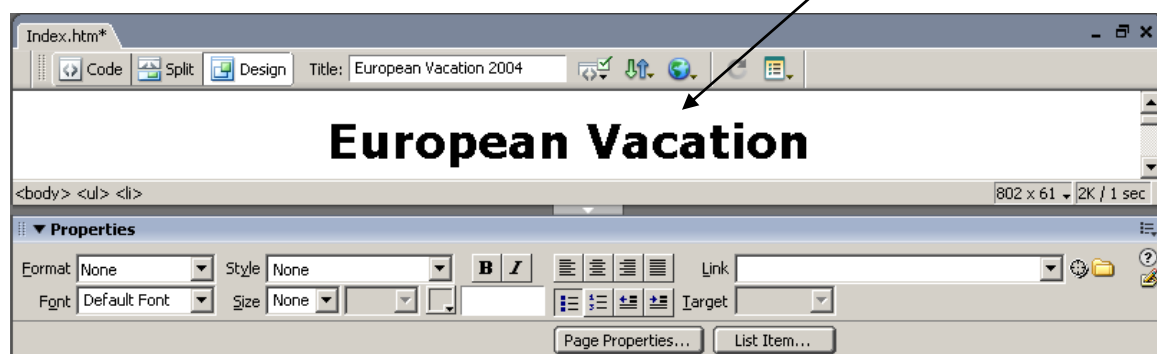 Index.htm*
Code Split Design Title: European Vacation 2004
European Vacation
<body> <ul> <li>
802 x 61 2K / 1 sec
Properties
Format None Style None B I Link
Font Default Font Size None Target
Page Properties... List Item...